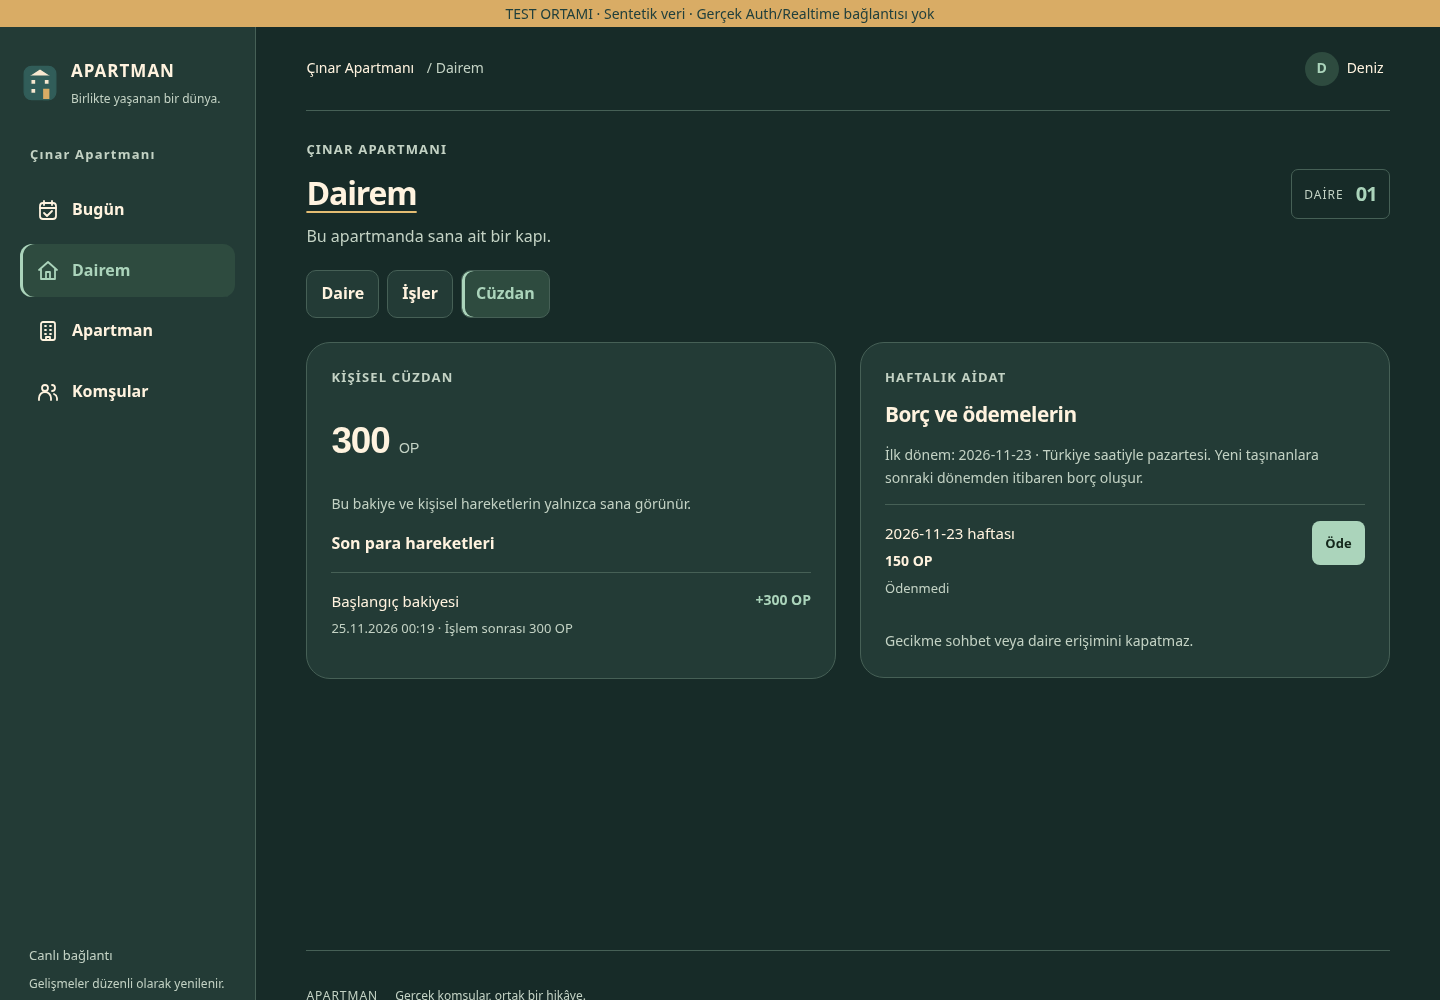 TEST ORTAMI · Sentetik veri · Gerçek Auth/Realtime bağlantısı yok
APARTMAN
Birlikte yaşanan bir dünya.
Çınar Apartmanı
Bugün
Dairem
Apartman
Komşular
Canlı bağlantı
Gelişmeler düzenli olarak yenilenir.
Çınar Apartmanı / Dairem
D Deniz
ÇINAR APARTMANI
Dairem
Bu apartmanda sana ait bir kapı.
DAİRE 01
Daire İşler Cüzdan
KİŞİSEL CÜZDAN
300 OP
Bu bakiye ve kişisel hareketlerin yalnızca sana görünür.
Son para hareketleri
Başlangıç bakiyesi +300 OP
25.11.2026 00:19 · İşlem sonrası 300 OP
HAFTALIK AİDAT
Borç ve ödemelerin
İlk dönem: 2026-11-23 · Türkiye saatiyle pazartesi. Yeni taşınanlara
sonraki dönemden itibaren borç oluşur.
2026-11-23 haftası
150 OP
Ödenmedi
Öde
Gecikme sohbet veya daire erişimini kapatmaz.
APARTMAN Gerçek komşular, ortak bir hikâye.